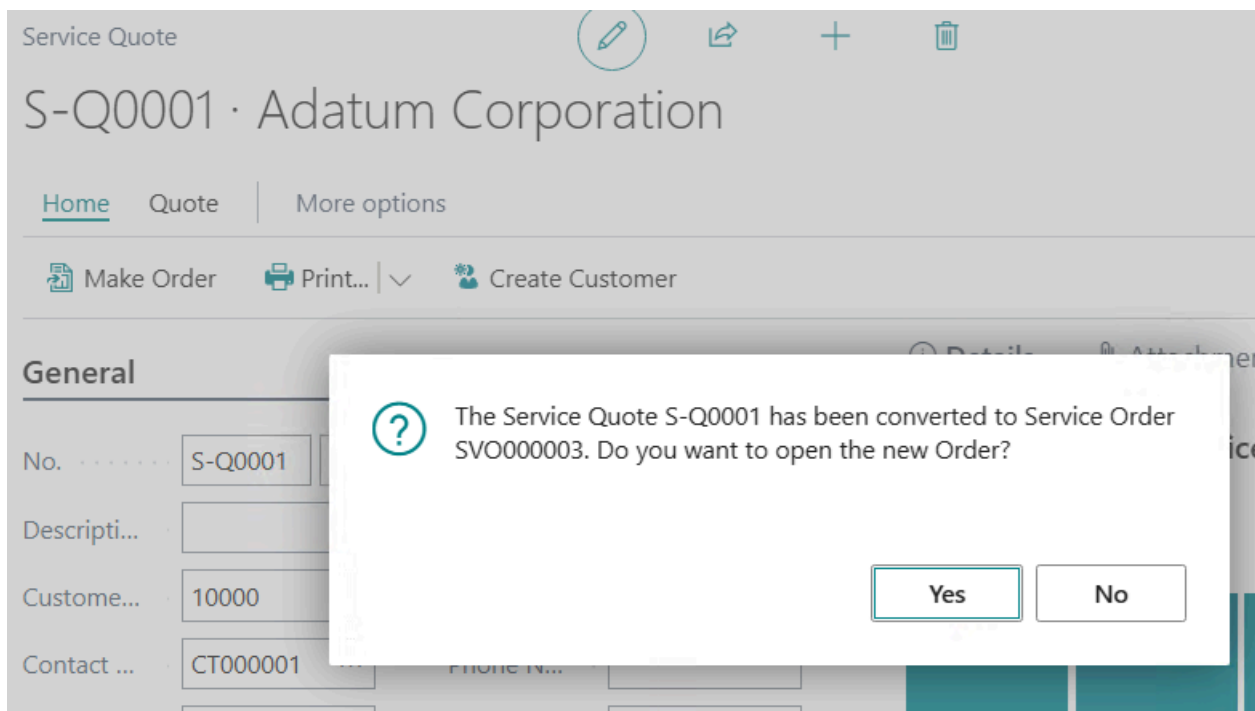 Service Quote
S-Q0001 · Adatum Corporation
Home Quote More options
Make Order Print... Create Customer
Details
General
The Service Quote S-Q0001 has been converted to Service Order
SVO000003. Do you want to open the new Order?
No. S-Q0001
Descripti...
Custome... 10000
Yes No
Contact ... CT000001 ...